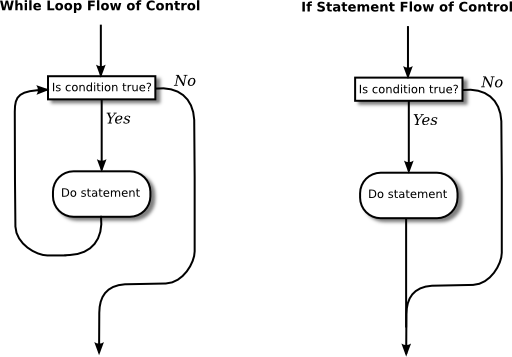 While Loop Flow of Control
Is condition true?
No
Yes
Do statement
If Statement Flow of Control
Is condition true?
No
Yes
Do statement